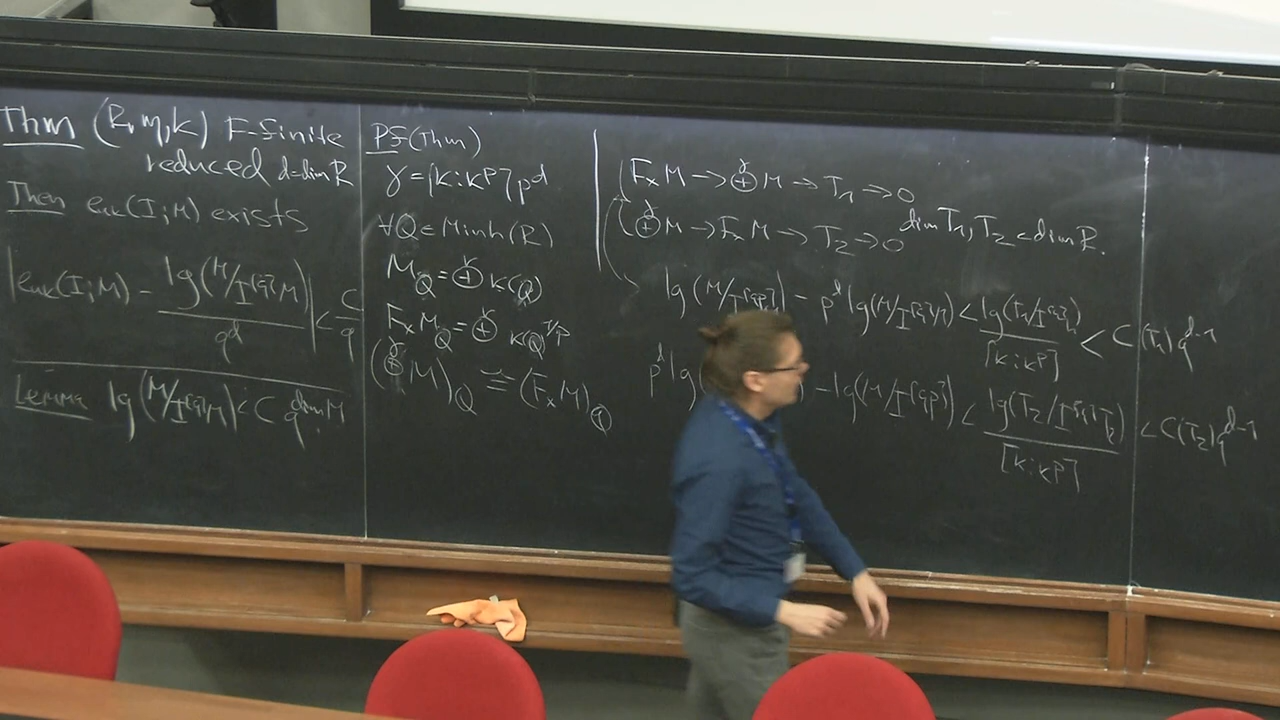 Thm (R,m,k) F-finite
reduced d=dim R
Then e_HK(I;M) exists
|e_HK(I;M) - lg(M/I^[q]M)/q^d| < C/q
Lemma lg(M/I^[q]M) < C q^dim M
Pf(Thm)
γ=[k:k^p]p^d
∀Q∈Minh(R)
M_Q=⊕^γ k(Q)
F_*M_Q=⊕^γ k(Q)^1/p
(⊕^γ M)_Q ≅ (F_*M)_Q
F_*M → ⊕^γ M → T_1 → 0
⊕^γ M → F_*M → T_2 → 0
dim T_1, T_2 < dim R.
lg(M/I^[qp]) - p^d lg(M/I^[q]M) < lg(T_1/I^[q])/[k:k^p] < C(T_1)q^d-1
p^d lg( - lg(M/I^[qp]) < lg(T_2/I^[q]T_2)/[k:k^p] < C(T_2)q^d-1